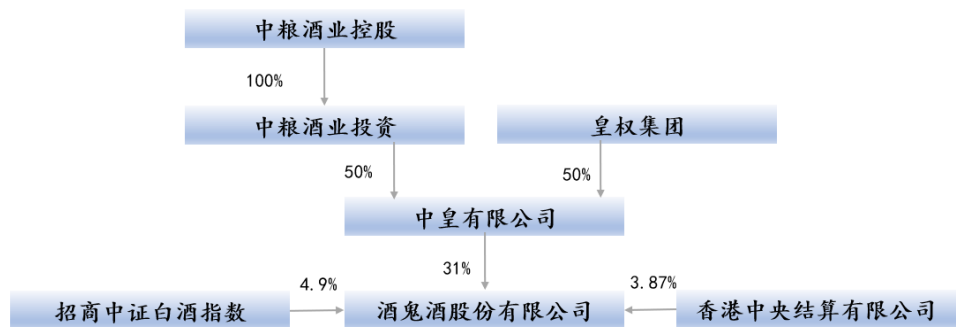 中粮酒业控股
100%
中粮酒业投资
皇权集团
50%
50%
中皇有限公司
31%
4.9%
3.87%
招商中证白酒指数
酒鬼酒股份有限公司
香港中央结算有限公司